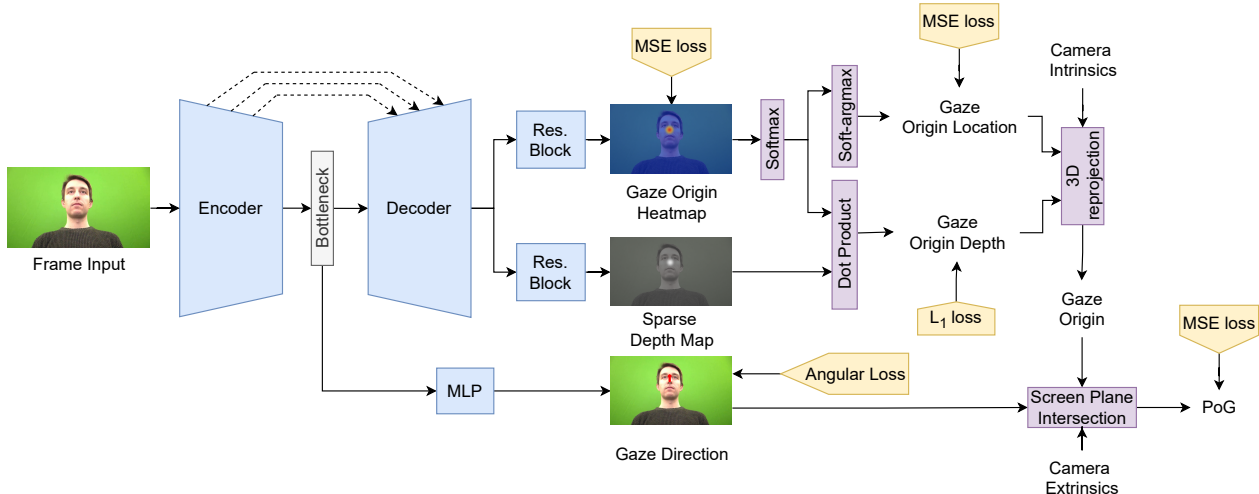 MSE loss
MSE loss
Camera
Intrinsics
Res.
Block
Softmax
Soft-argmax
Gaze
Origin Location
3D
reprojection
Encoder
Bottleneck
Decoder
Gaze Origin
Heatmap
Frame Input
Dot Product
Gaze
Origin Depth
Res.
Block
Sparse
Depth Map
L1 loss
Gaze
Origin
MSE loss
MLP
Angular Loss
Screen Plane
Intersection
PoG
Gaze Direction
Camera
Extrinsics